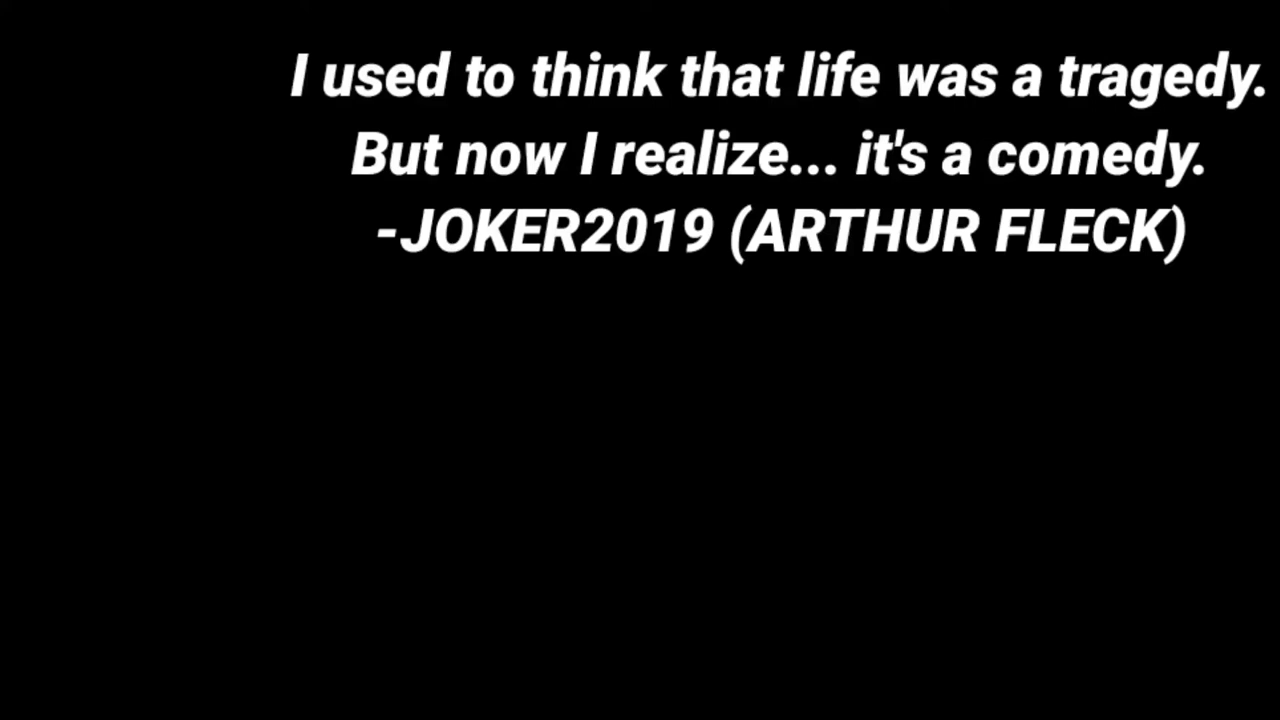 I used to think that life was a tragedy.
But now I realize... it's a comedy.
-JOKER2019 (ARTHUR FLECK)